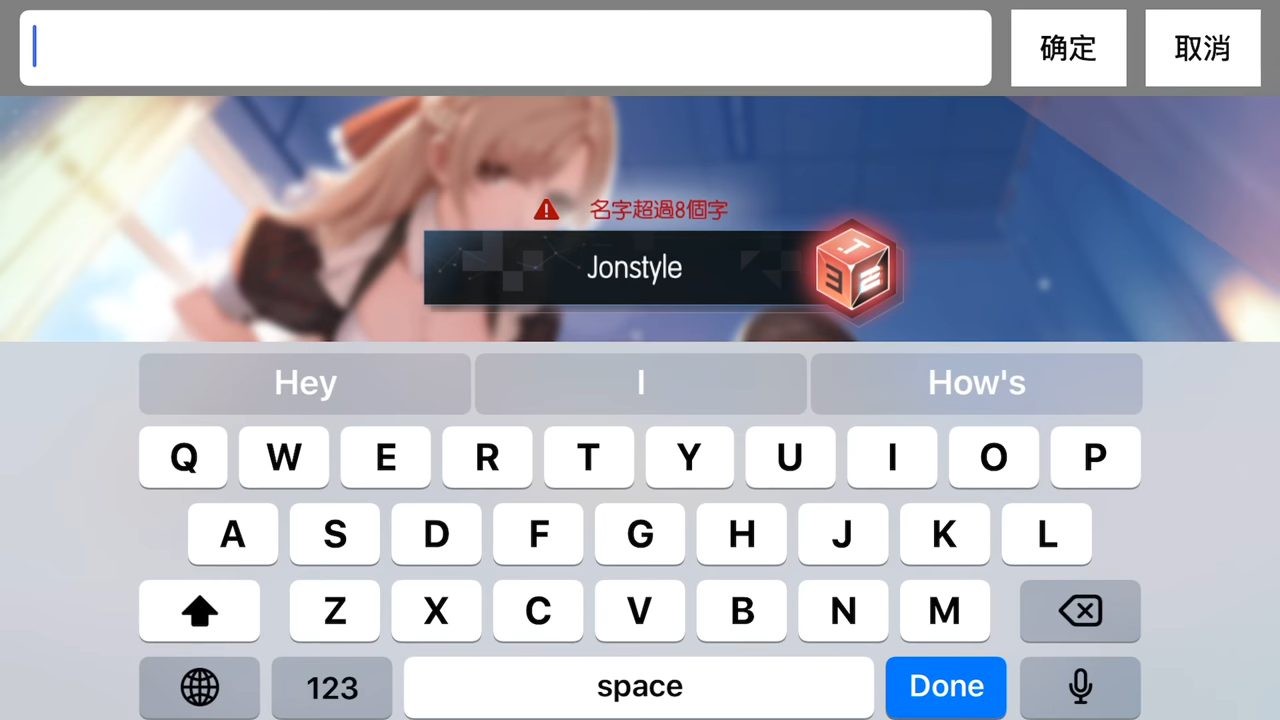 确定
取消
名字超過8個字
Jonstyle
Hey I How's
Q W E R T Y U I O P
A S D F G H J K L
Z X C V B N M
123 space Done